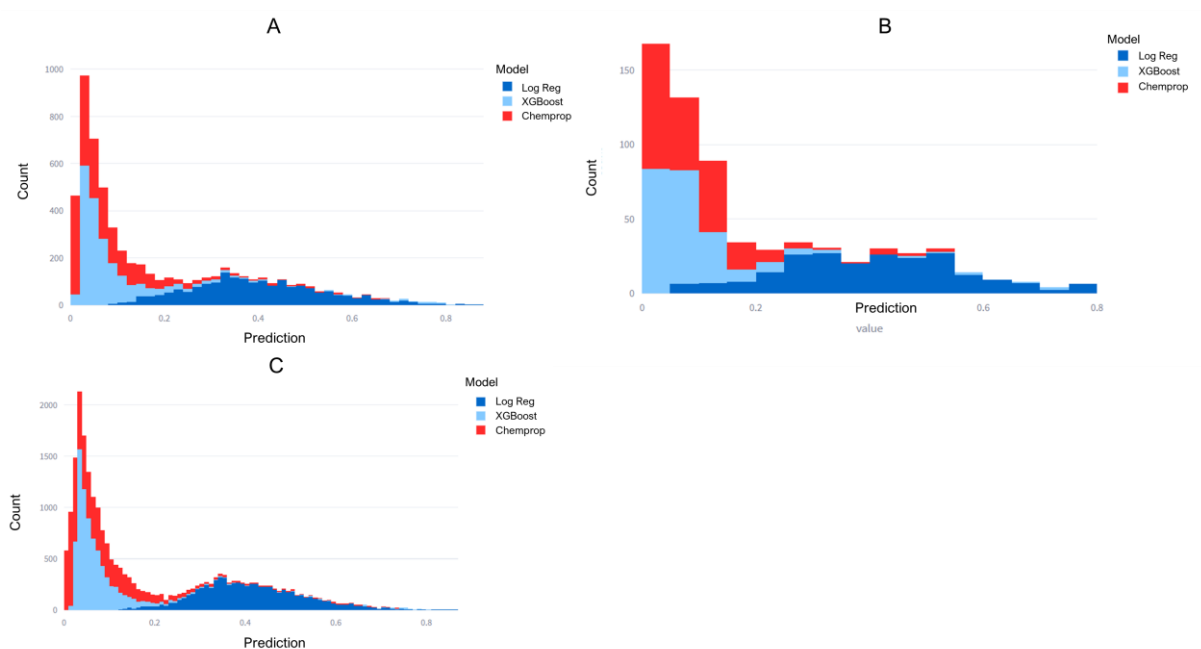 A
Model
Log Reg
XGBoost
Chemprop
Count
1000
800
600
400
200
0
0 0.2 0.4 0.6 0.8
Prediction
B
Model
Log Reg
XGBoost
Chemprop
Count
150
100
50
0
0 0.2 Prediction 0.6 0.8
value
C
Model
Log Reg
XGBoost
Chemprop
Count
2000
1500
1000
500
0
0 0.2 0.4 0.6 0.8
Prediction